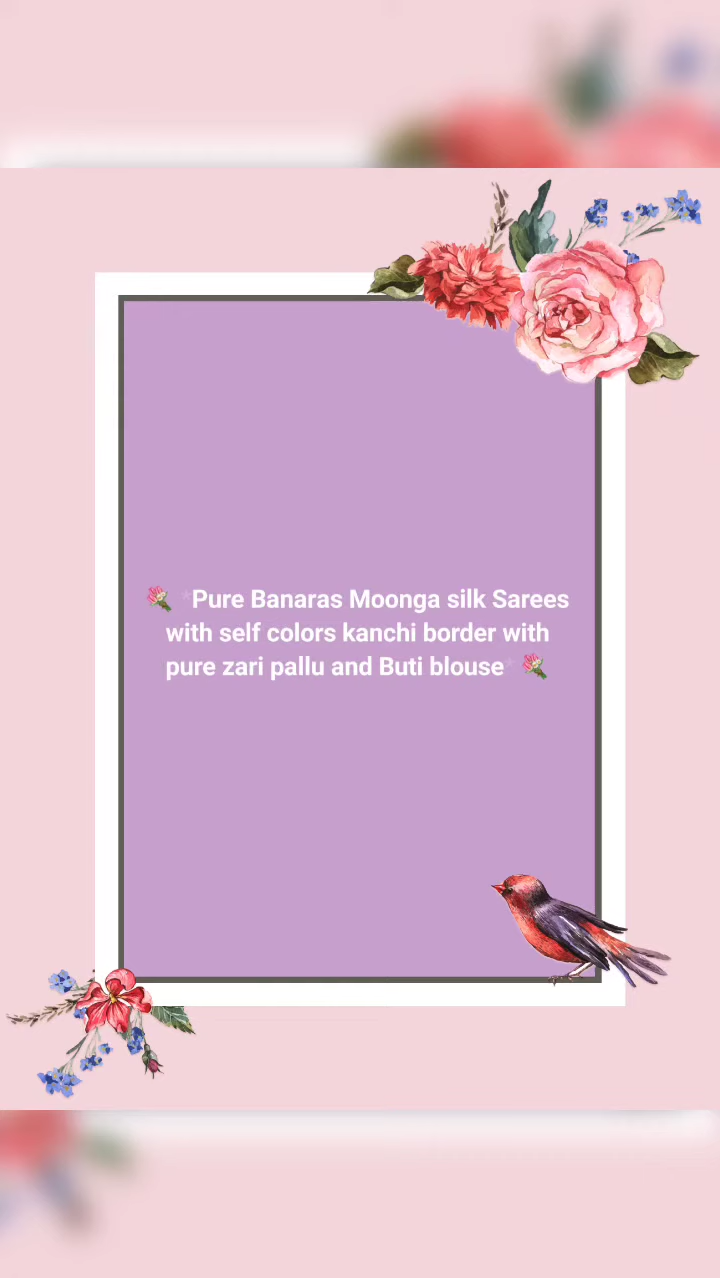 💐 *Pure Banaras Moonga silk Sarees
with self colors kanchi border with
pure zari pallu and Buti blouse* 💐